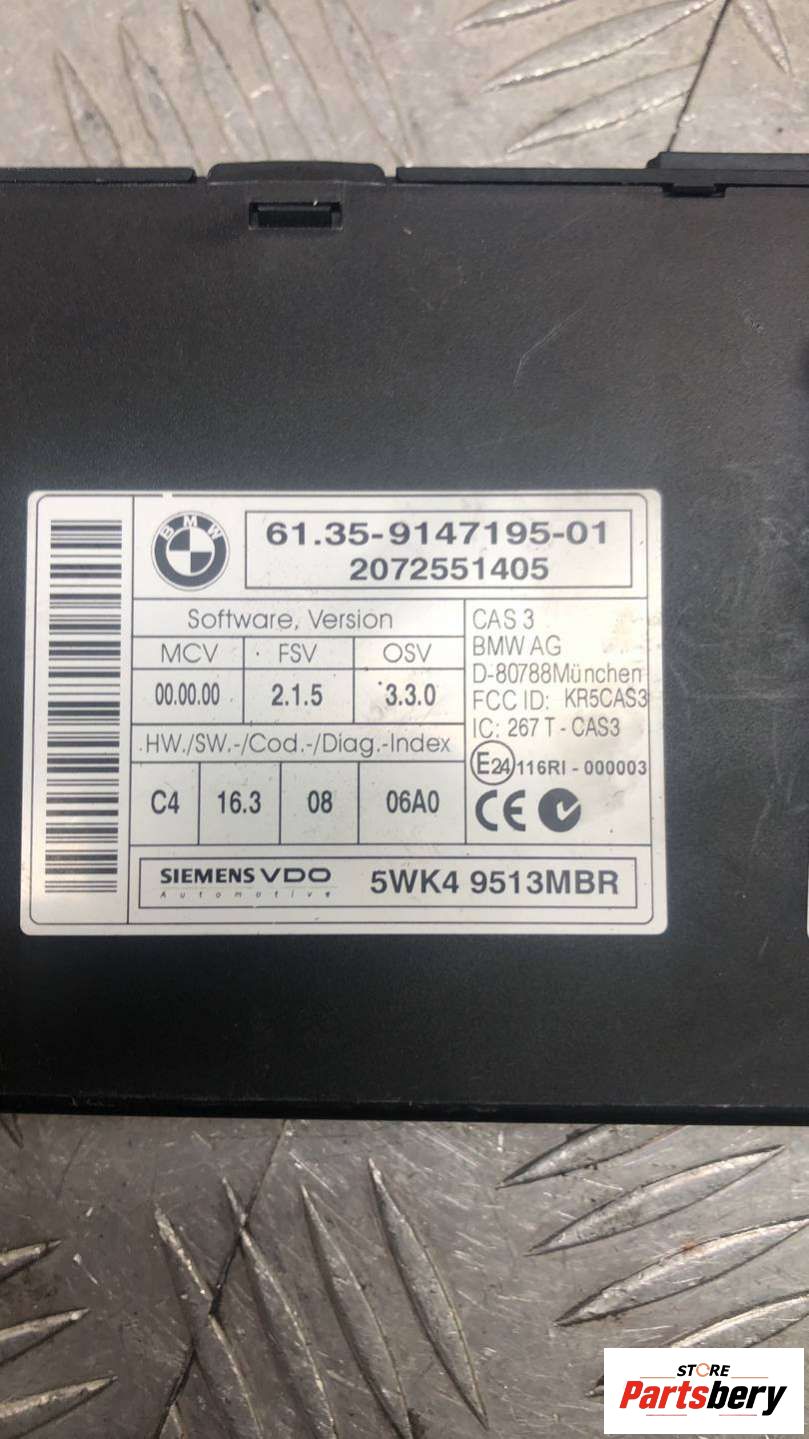 BMW
61.35-9147195-01
2072551405
Software, Version
MCV FSV OSV
00.00.00 2.1.5 3.3.0
HW./SW.-/Cod.-/Diag.-Index
C4 16.3 08 06A0
CAS 3
BMW AG
D-80788München
FCC ID: KR5CAS3
IC: 267 T - CAS3
E24 116RI - 000003
CE
SIEMENS VDO
Automotive
5WK4 9513MBR
STORE
Partsbery